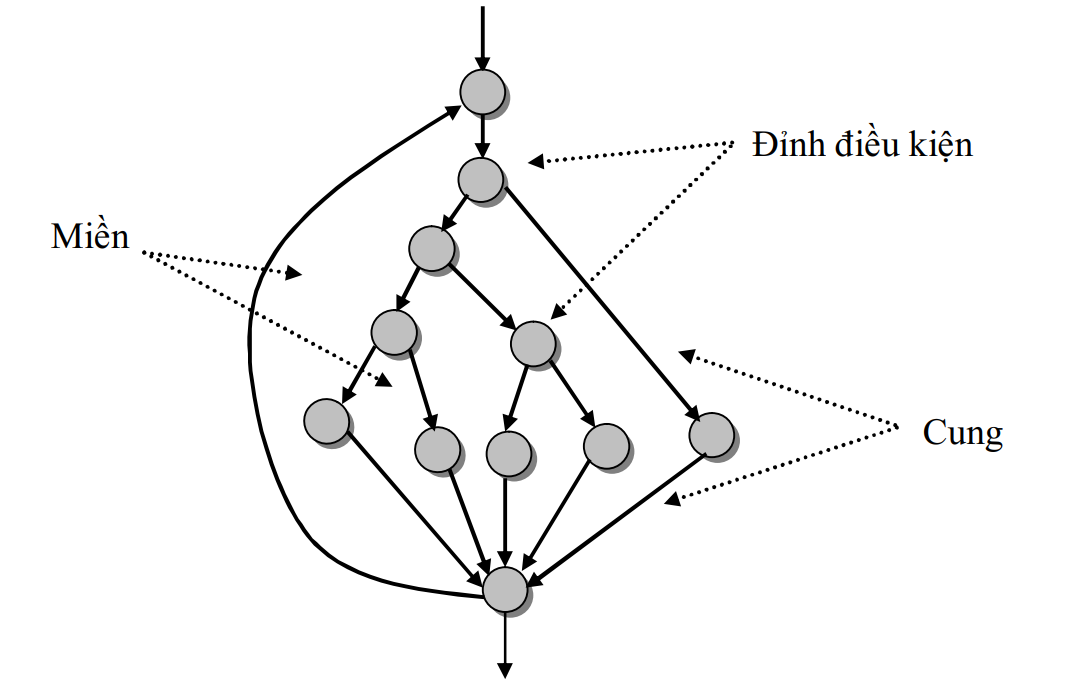 Đỉnh điều kiện
Miền
Cung